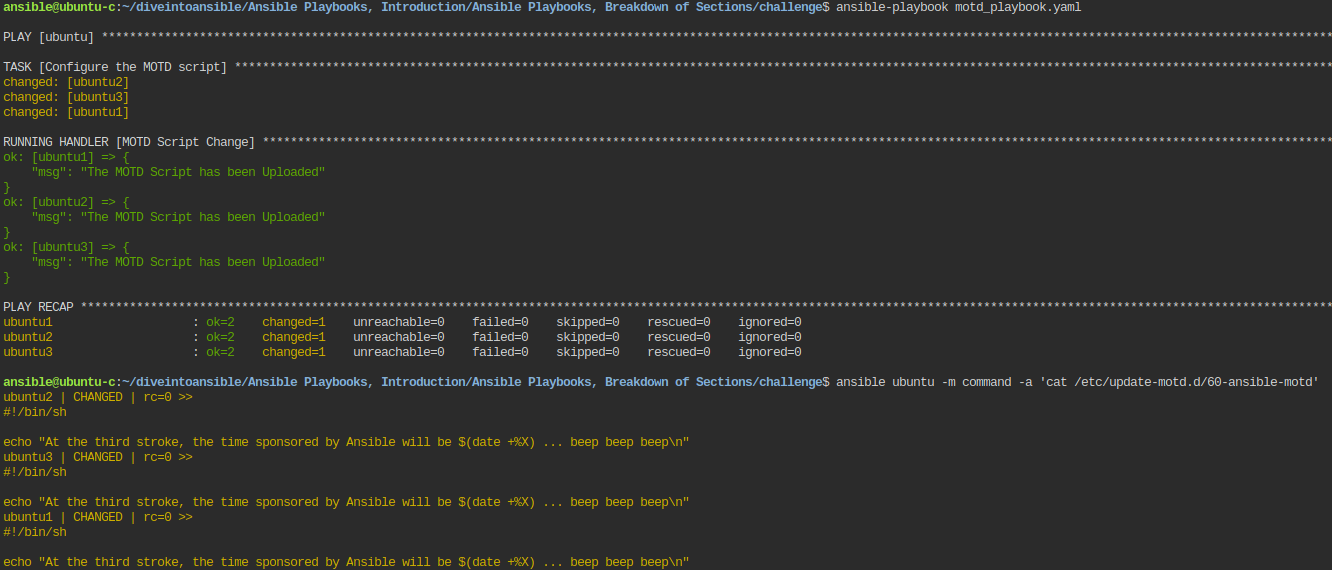 ansible@ubuntu-c:~/diveintoansible/Ansible Playbooks, Introduction/Ansible Playbooks, Breakdown of Sections/challenge$ ansible-playbook motd_playbook.yaml
PLAY [ubuntu] ****************************************************************************************************************************************************************************
TASK [Configure the MOTD script] *************************************************************************************************************************************************************
changed: [ubuntu2]
changed: [ubuntu3]
changed: [ubuntu1]
RUNNING HANDLER [MOTD Script Change] *********************************************************************************************************************************************************
ok: [ubuntu1] => {
    "msg": "The MOTD Script has been Uploaded"
}
ok: [ubuntu2] => {
    "msg": "The MOTD Script has been Uploaded"
}
ok: [ubuntu3] => {
    "msg": "The MOTD Script has been Uploaded"
}
PLAY RECAP ***********************************************************************************************************************************************************************************
ubuntu1                    : ok=2    changed=1    unreachable=0    failed=0    skipped=0    rescued=0    ignored=0
ubuntu2                    : ok=2    changed=1    unreachable=0    failed=0    skipped=0    rescued=0    ignored=0
ubuntu3                    : ok=2    changed=1    unreachable=0    failed=0    skipped=0    rescued=0    ignored=0
ansible@ubuntu-c:~/diveintoansible/Ansible Playbooks, Introduction/Ansible Playbooks, Breakdown of Sections/challenge$ ansible ubuntu -m command -a 'cat /etc/update-motd.d/60-ansible-motd'
ubuntu2 | CHANGED | rc=0 >>
#!/bin/sh
echo "At the third stroke, the time sponsored by Ansible will be $(date +%X) ... beep beep beep\n"
ubuntu3 | CHANGED | rc=0 >>
#!/bin/sh
echo "At the third stroke, the time sponsored by Ansible will be $(date +%X) ... beep beep beep\n"
ubuntu1 | CHANGED | rc=0 >>
#!/bin/sh
echo "At the third stroke, the time sponsored by Ansible will be $(date +%X) ... beep beep beep\n"